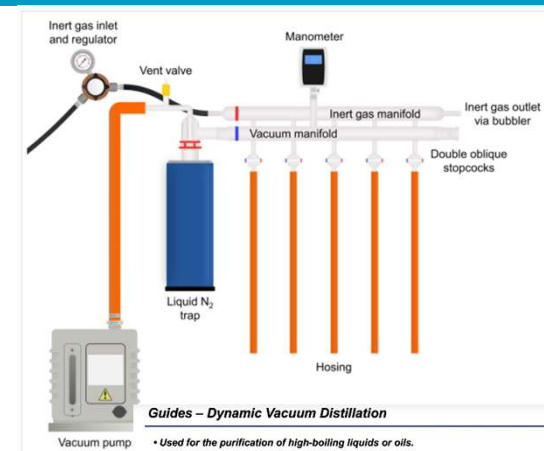 Inert gas inlet
and regulator
Vent valve
Manometer
Inert gas manifold
Inert gas outlet
via bubbler
Vacuum manifold
Double oblique
stopcocks
Liquid N₂
trap
Hosing
Vacuum pump
Guides – Dynamic Vacuum Distillation
• Used for the purification of high-boiling liquids or oils.